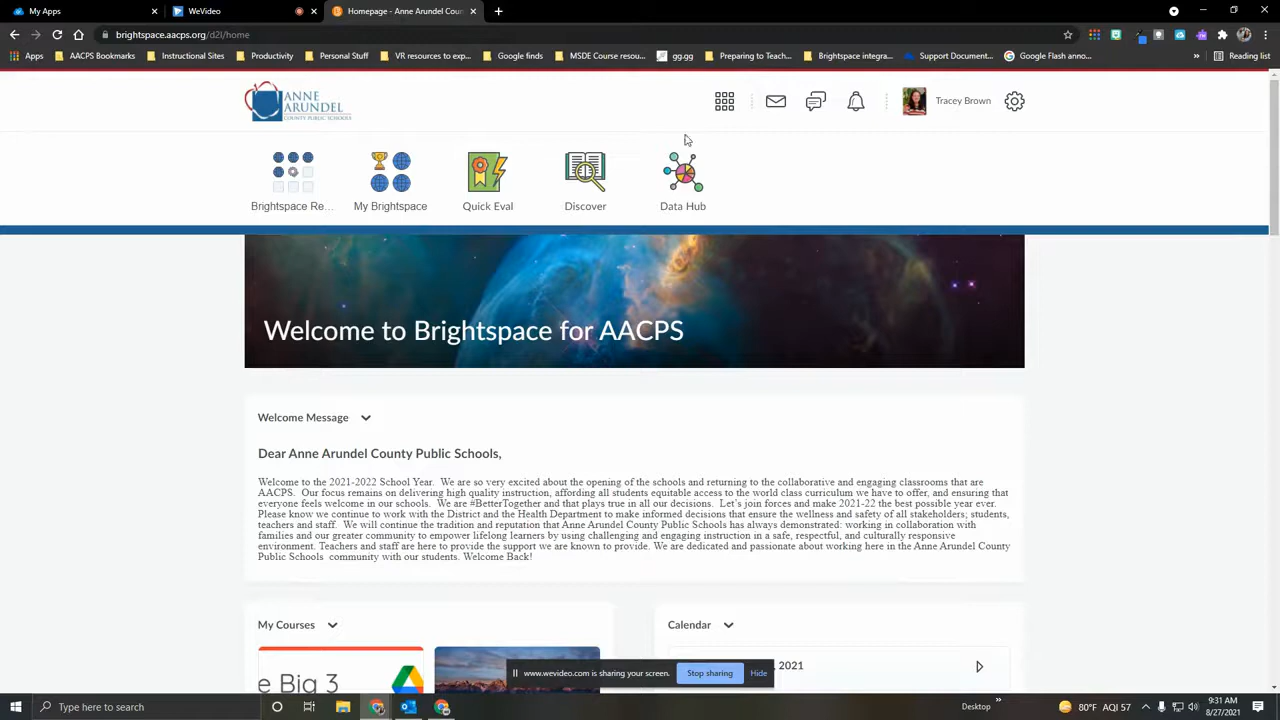 My Apps
WeVideo
Homepage - AACPS
brightspace.aacps.org/d2l/home
Apps
AACPS Bookmarks
Instructional Sites
Productivity
Personal Stuff
VR resources to exp...
Google finds
MSDE Course resou...
gg.gg
Preparing to Teach...
Brightspace integra...
Support Document...
Google Flash anno...
»
Reading list
ANNE
ARUNDEL
COUNTY PUBLIC SCHOOLS
Tracey Brown
Brightspace Re...
My Brightspace
Quick Eval
Discover
Data Hub
Welcome to Brightspace for AACPS
Welcome Message
Dear Anne Arundel County Public Schools,
Welcome to the 2021-2022 School Year. We are so very excited about the opening of the schools and returning to the collaborative and engaging classrooms that are
AACPS. Our focus remains on delivering high quality instruction, affording all students equitable access to the world class curriculum we have to offer, and ensuring that
everyone feels welcome in our schools. We are #BetterTogether and that plays true in all our decisions. Let's join forces and make 2021-22 the best possible year ever.
Please know we continue to work with the District and the Health Department to make informed decisions that ensure the wellness and safety of all stakeholders; students,
teachers and staff. We will continue the tradition and reputation that Anne Arundel County Public Schools has always demonstrated: working in collaboration with
families and our greater community to empower lifelong learners by using challenging and engaging instruction in a safe, respectful, and culturally responsive
environment. Teachers and staff are here to provide the support we are known to provide. We are dedicated and passionate about working here in the Anne Arundel County
Public Schools community with our students. Welcome Back!
My Courses
Calendar
e Big 3
, 2021
www.wevideo.com is sharing your screen.
Stop sharing
Hide
Type here to search
Desktop
»
80°F AQI 57
9:31 AM
8/27/2021